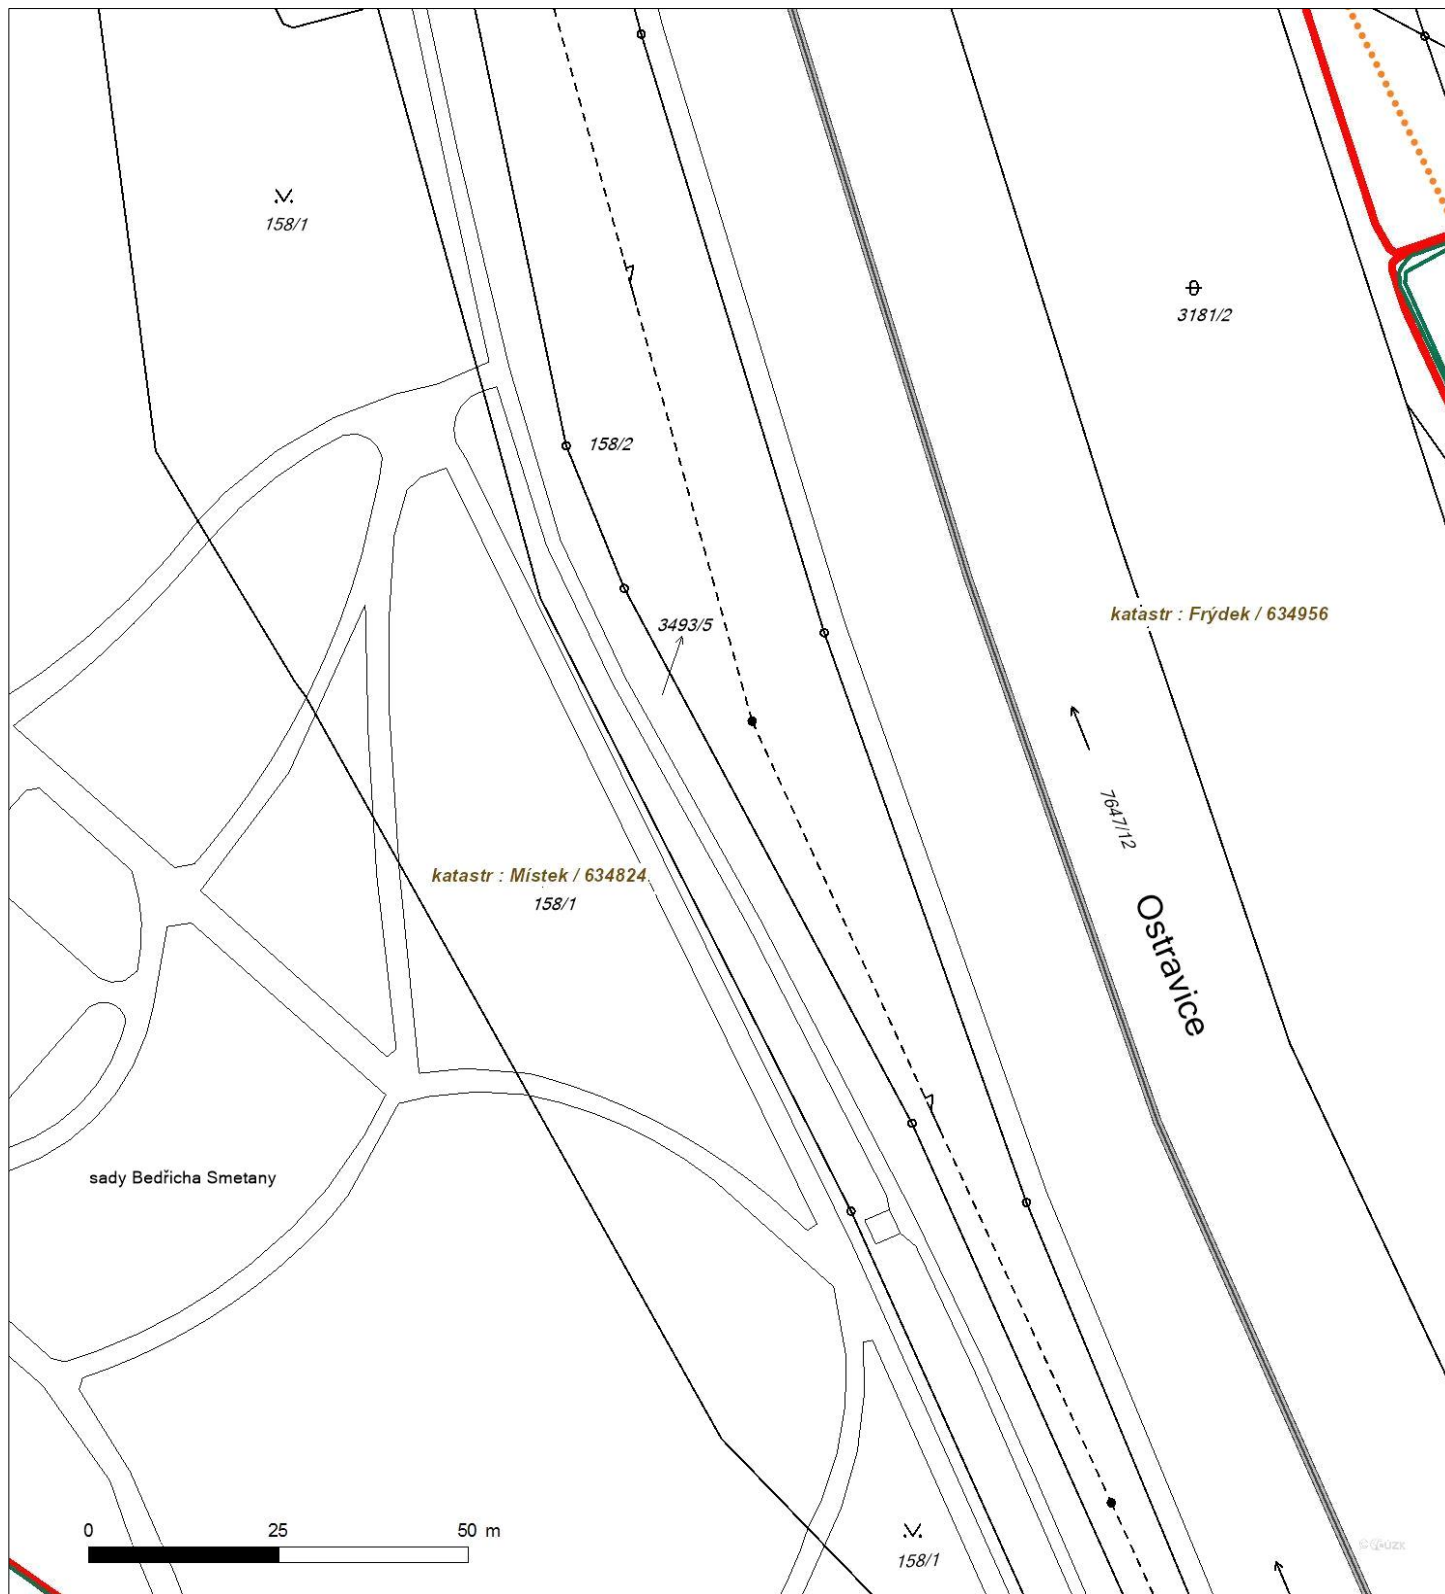 158/1
3181/2
158/2
3493/5
katastr : Frýdek / 634956
7647/12
katastr : Místek / 634824
158/1
Ostravice
sady Bedřicha Smetany
0 25 50 m
158/1